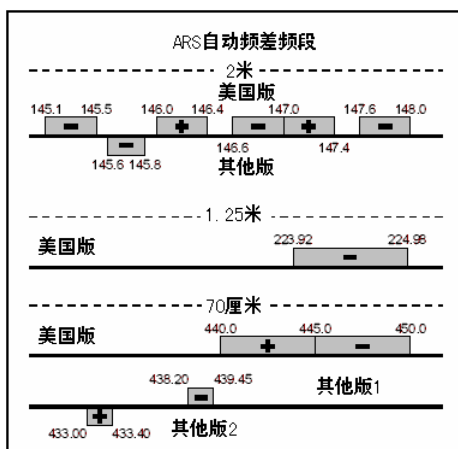 ARS自动频差频段
2米
美国版
145.1 145.5 146.0 146.4 147.0 147.6 148.0
- + - + -
-
145.6 145.8 146.6 147.4
其他版
1.25米
美国版 223.92 224.98
-
70厘米
美国版 440.0 445.0 450.0
+ -
438.20 - 439.45 其他版1
+
433.00 433.40 其他版2